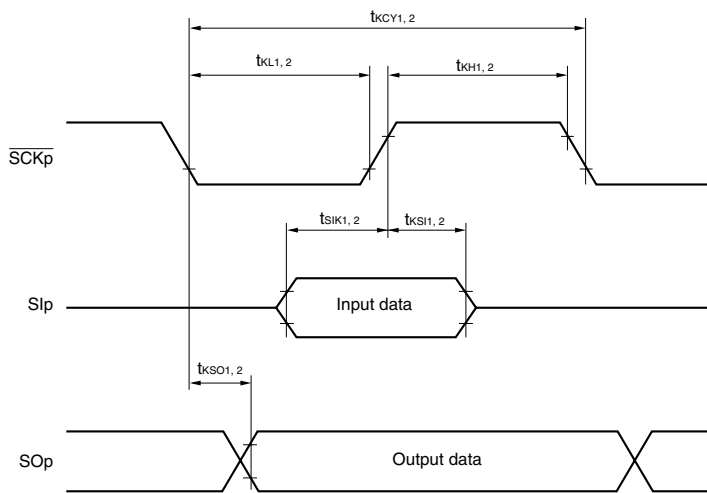 tKCY1, 2
tKL1, 2
tKH1, 2
SCKp
tSIK1, 2
tKSI1, 2
SIp
Input data
tKSO1, 2
SOp
Output data